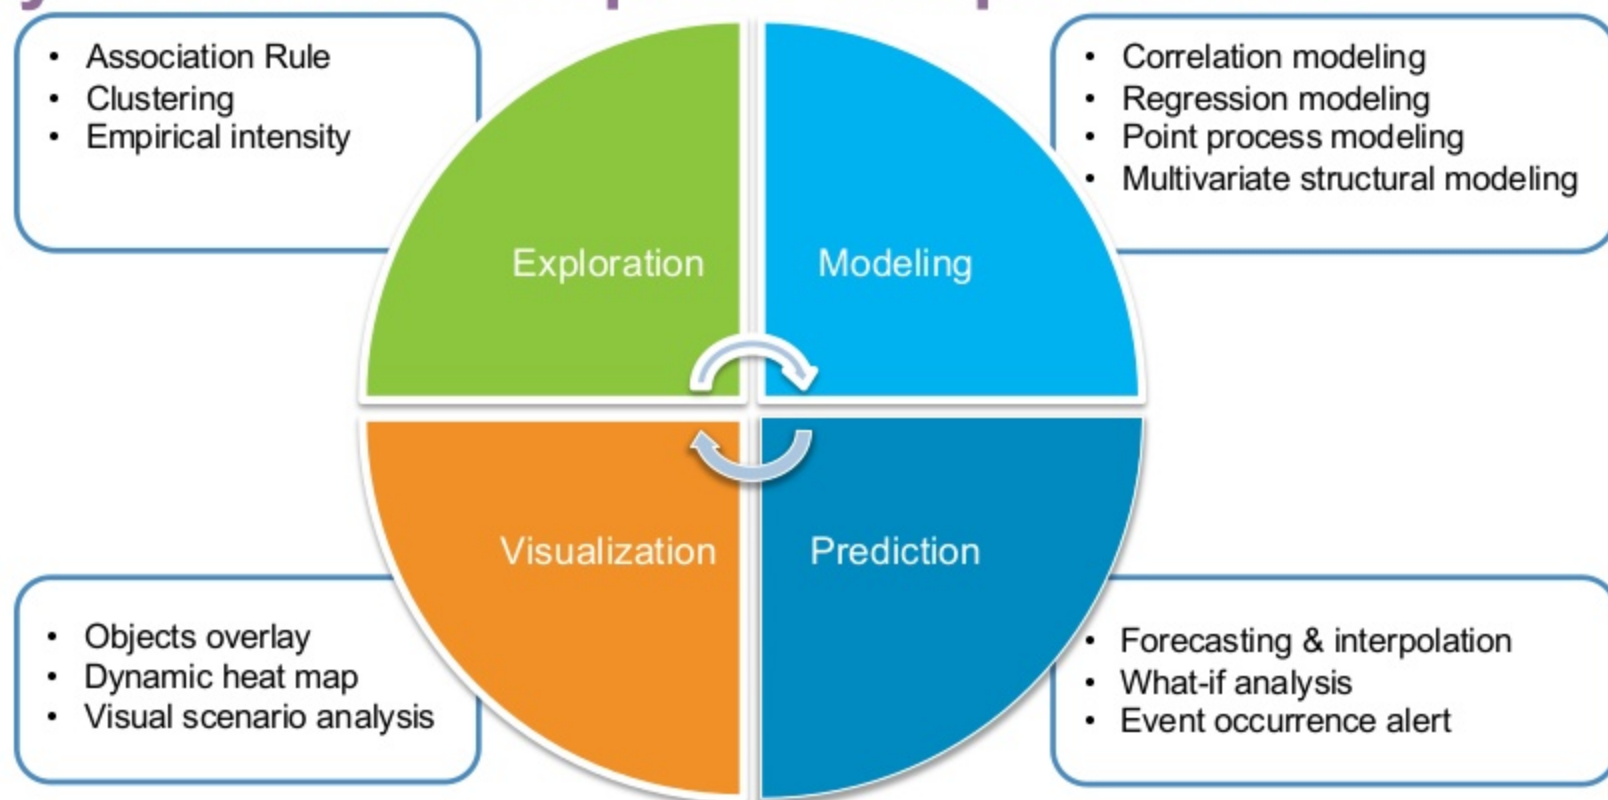 • Association Rule
• Clustering
• Empirical intensity
• Correlation modeling
• Regression modeling
• Point process modeling
• Multivariate structural modeling
Exploration
Modeling
Visualization
Prediction
• Objects overlay
• Dynamic heat map
• Visual scenario analysis
• Forecasting & interpolation
• What-if analysis
• Event occurrence alert